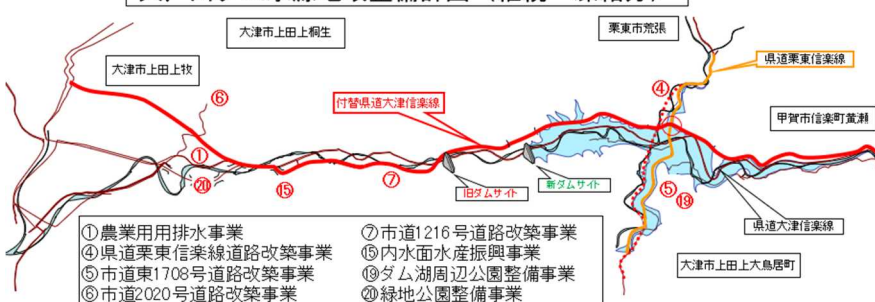 大津市上田上桐生
栗東市荒張
大津市上田上牧
県道栗東信楽線
④
⑥
付替県道大津信楽線
甲賀市信楽町黄瀬
①
⑳
⑮
⑦
旧ダムサイト
新ダムサイト
⑤
⑲
県道大津信楽線
大津市上田上大鳥居町
①農業用用排水事業
④県道栗東信楽線道路改築事業
⑤市道東1708号道路改築事業
⑥市道2020号道路改築事業
⑦市道1216号道路改築事業
⑮内水面水産振興事業
⑲ダム湖周辺公園整備事業
⑳緑地公園整備事業